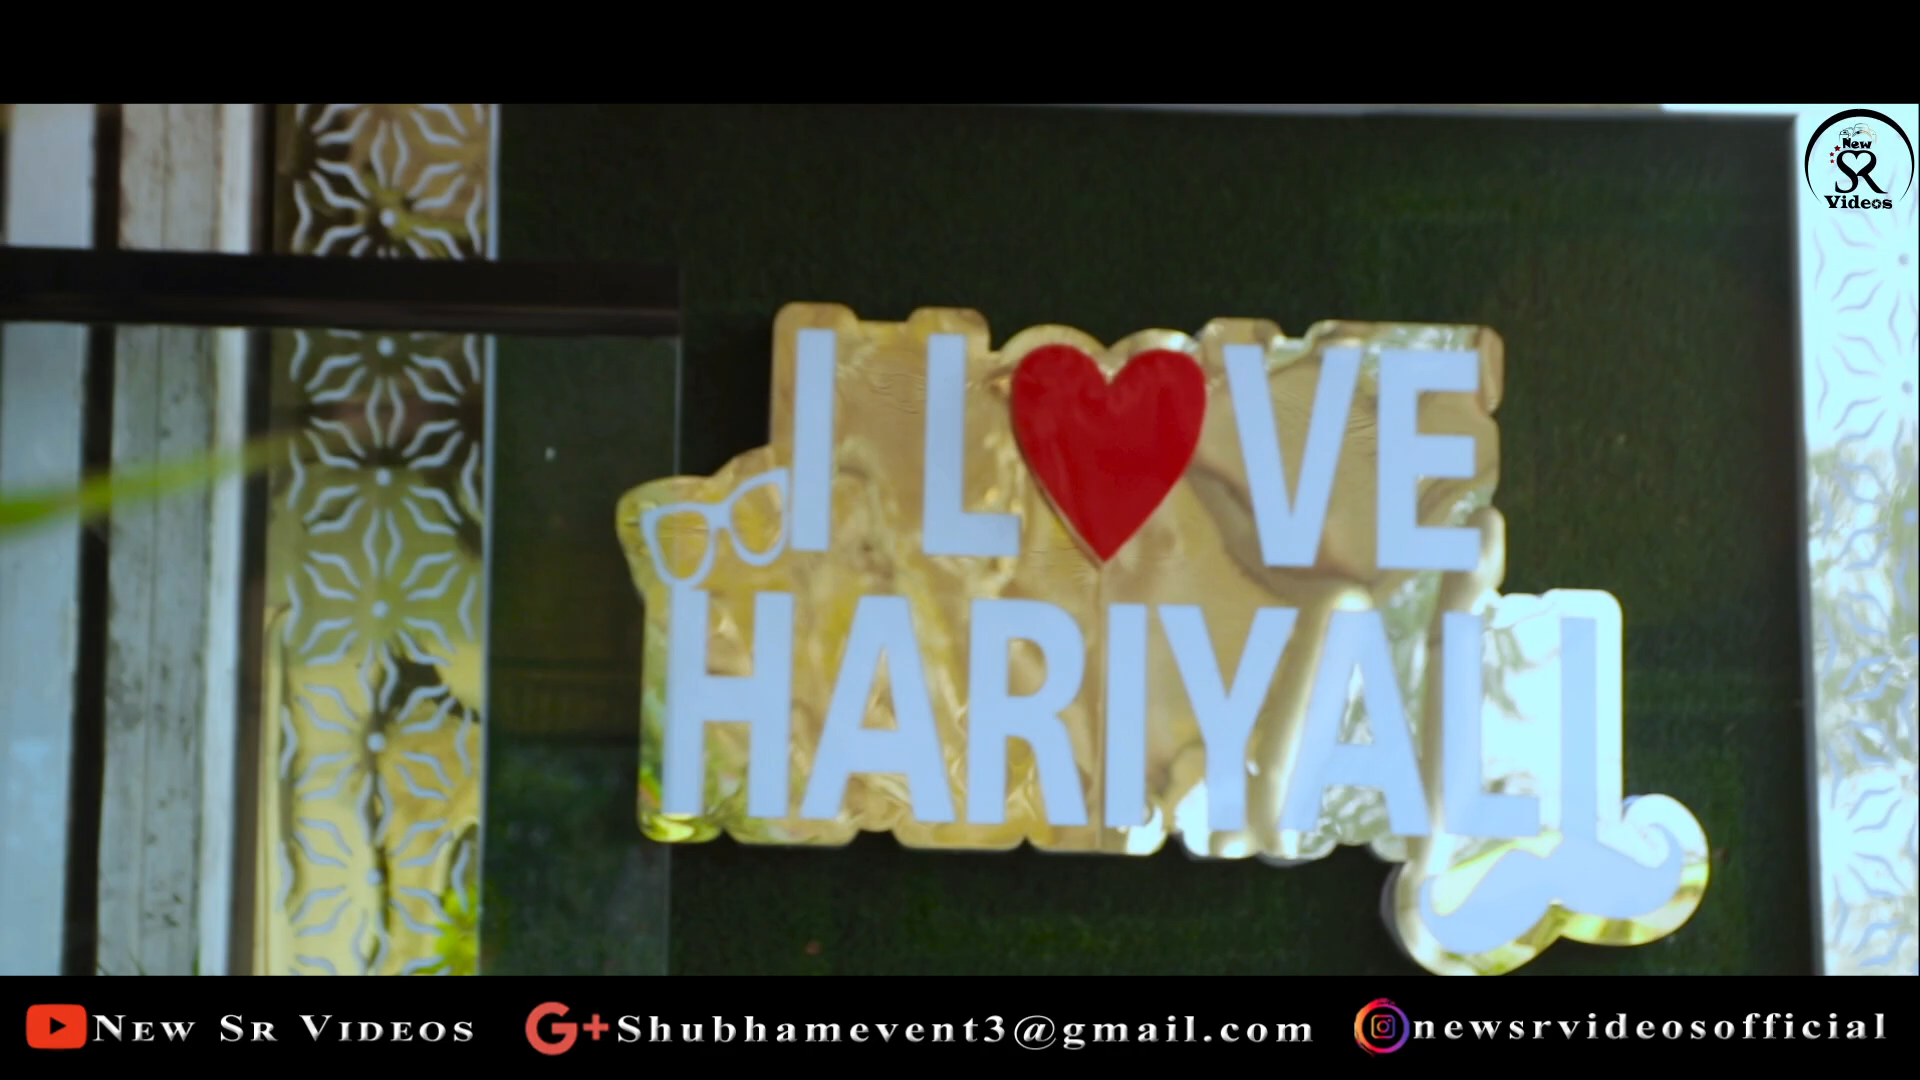 New
SR
Videos
I L❤VE
HARIYALI
New Sr Videos
G+ Shubhamevent3@gmail.com
newsrvideosofficial